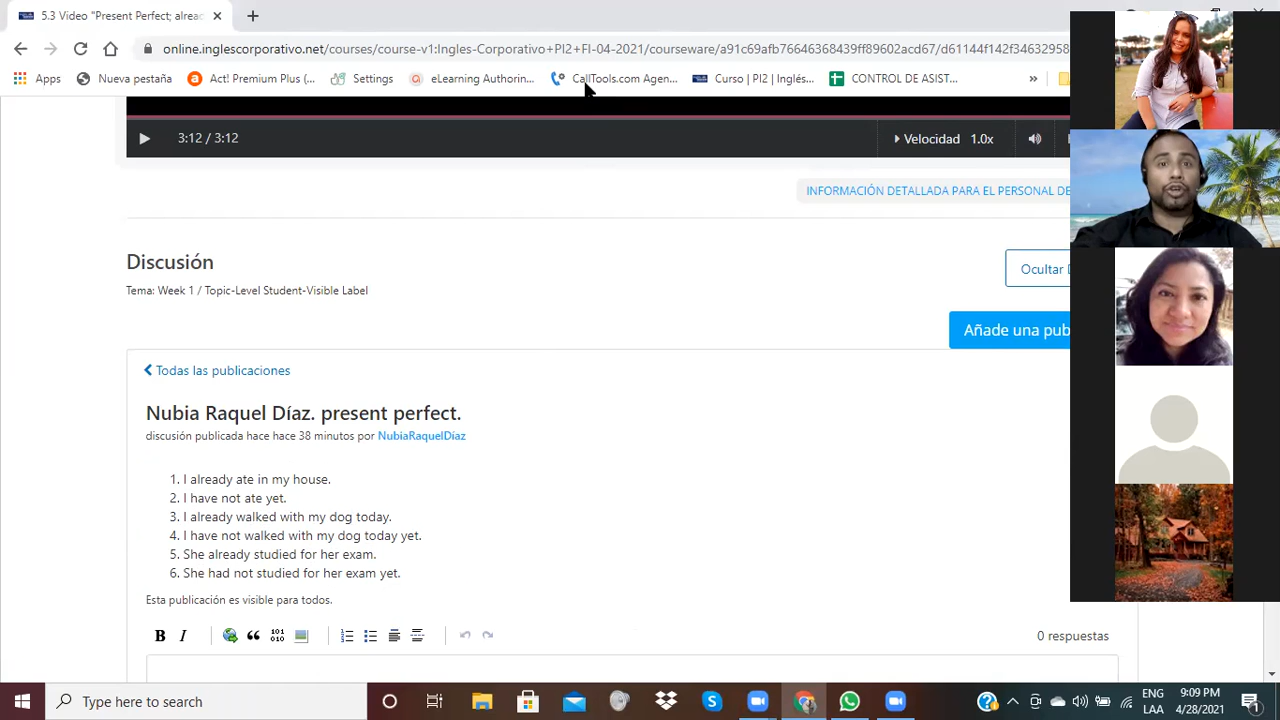 5.3 Video "Present Perfect; alread
online.inglescorporativo.net/courses/course-v1:Ingles-Corporativo+PI2+FI-04-2021/courseware/
Apps
Nueva pestaña
Act! Premium Plus (...
Settings
eLearning Authorin...
CallTools.com Agen...
Curso | PI2 | Inglés...
CONTROL DE ASIST...
»
3:12 / 3:12
Velocidad 1.0x
INFORMACIÓN DETALLADA PARA EL PERSONAL DE
Discusión
Ocultar
Tema: Week 1 / Topic-Level Student-Visible Label
Añade una pub
Todas las publicaciones
Nubia Raquel Díaz. present perfect.
discusión publicada hace hace 38 minutos por NubiaRaquelDíaz
1. I already ate in my house.
2. I have not ate yet.
3. I already walked with my dog today.
4. I have not walked with my dog today yet.
5. She already studied for her exam.
6. She had not studied for her exam yet.
Esta publicación es visible para todos.
B I
0 respuestas
Type here to search
ENG
LAA
9:09 PM
4/28/2021